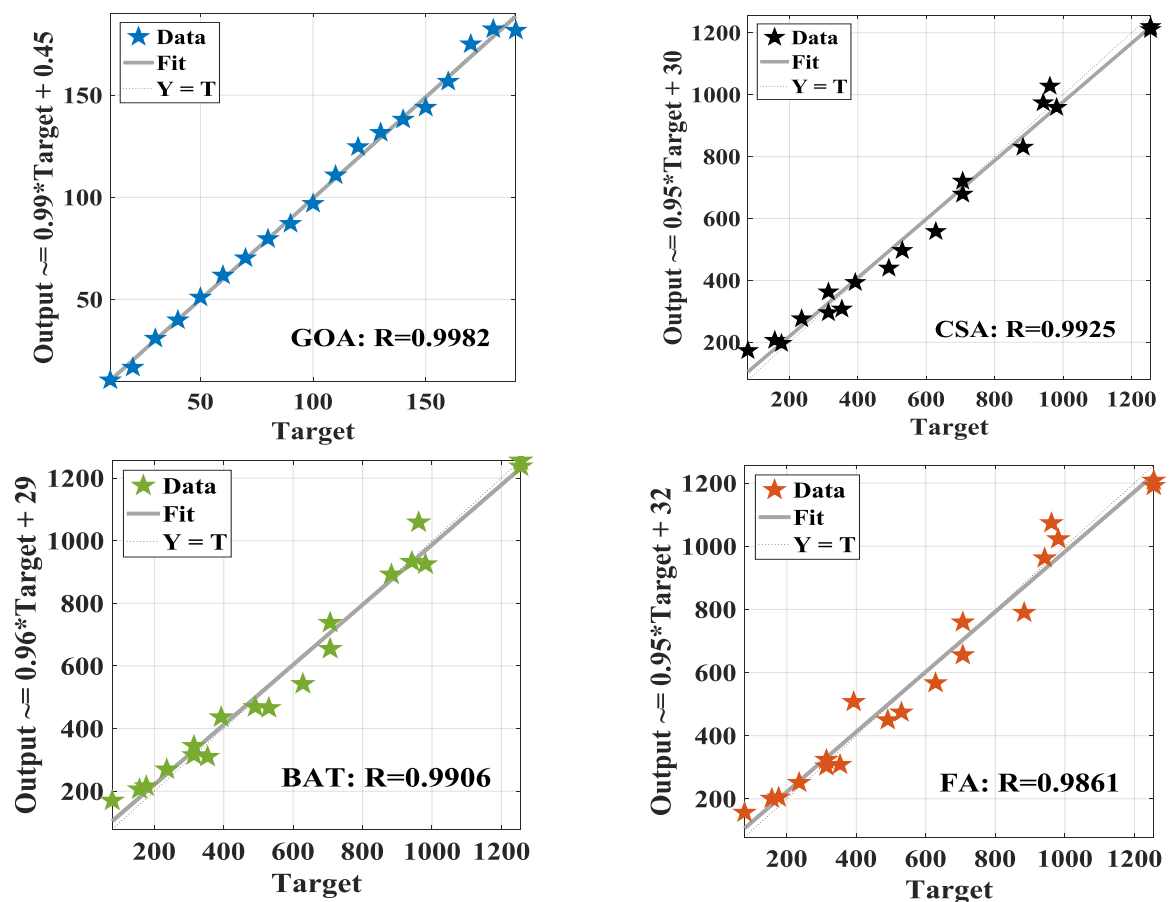 Output ~= 0.99*Target + 0.45
150
100
50
Data
Fit
Y = T
GOA: R=0.9982
50 100 150
Target
Output ~= 0.95*Target + 30
1200
1000
800
600
400
200
Data
Fit
Y = T
CSA: R=0.9925
200 400 600 800 1000 1200
Target
Output ~= 0.96*Target + 29
1200
1000
800
600
400
200
Data
Fit
Y = T
BAT: R=0.9906
200 400 600 800 1000 1200
Target
Output ~= 0.95*Target + 32
1200
1000
800
600
400
200
Data
Fit
Y = T
FA: R=0.9861
200 400 600 800 1000 1200
Target